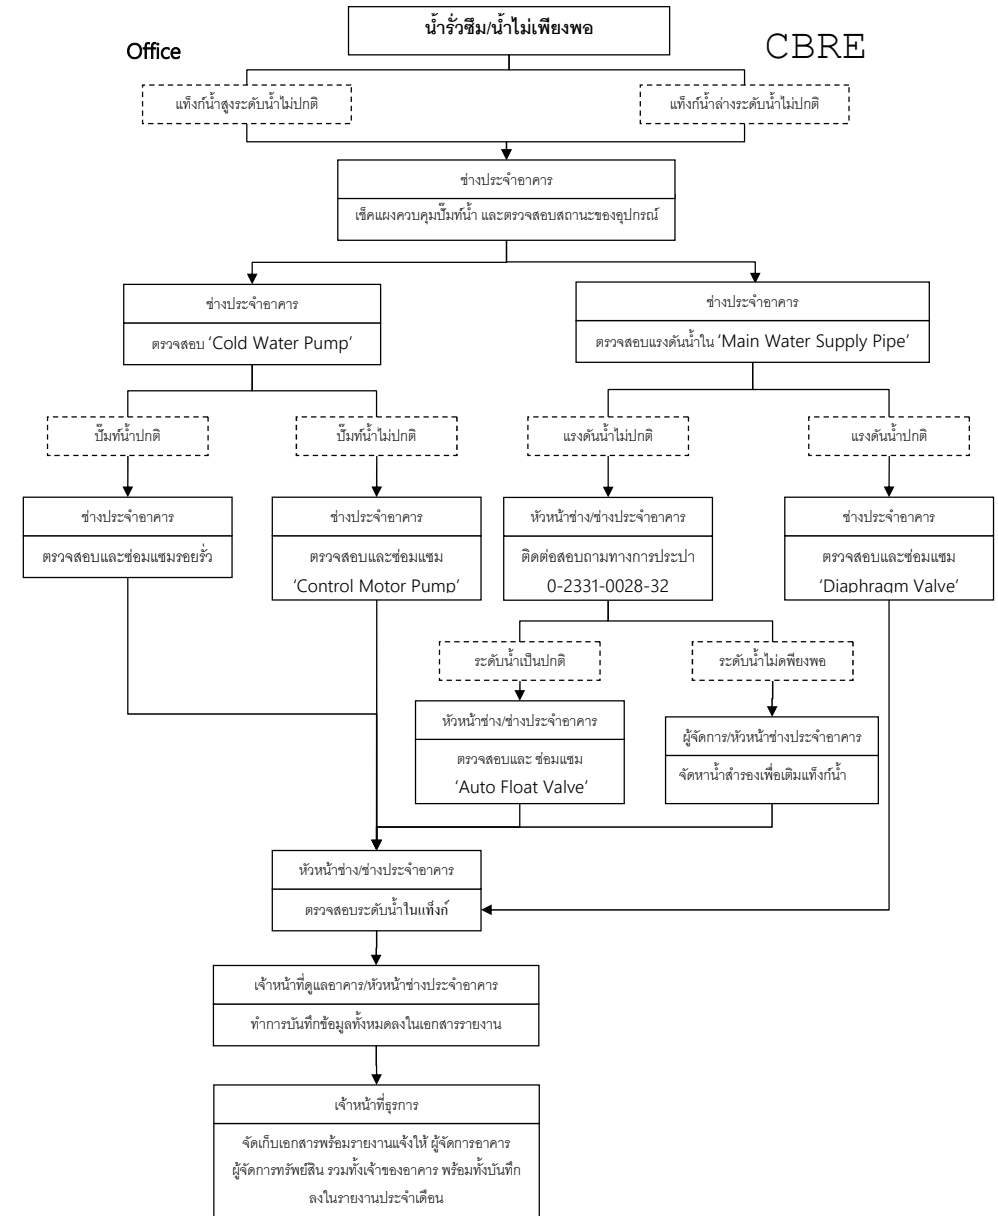 น้ำรั่วซึม/น้ำไม่เพียงพอ
Office
CBRE
แท็งก์น้ำสูงระดับน้ำไม่ปกติ
แท็งก์น้ำล่างระดับน้ำไม่ปกติ
ช่างประจำอาคาร
เช็คแผงควบคุมปั๊มท์น้ำ และตรวจสอบสถานะของอุปกรณ์
ช่างประจำอาคาร
ตรวจสอบ ‘Cold Water Pump’
ช่างประจำอาคาร
ตรวจสอบแรงดันน้ำใน ‘Main Water Supply Pipe’
ปั๊มท์น้ำปกติ
ปั๊มท์น้ำไม่ปกติ
แรงดันน้ำไม่ปกติ
แรงดันน้ำปกติ
ช่างประจำอาคาร
ตรวจสอบและซ่อมแซมรอยรั่ว
ช่างประจำอาคาร
ตรวจสอบและซ่อมแซม
‘Control Motor Pump’
หัวหน้าช่าง/ช่างประจำอาคาร
ติดต่อสอบถามทางการประปา
0-2331-0028-32
ช่างประจำอาคาร
ตรวจสอบและซ่อมแซม
‘Diaphragm Valve’
ระดับน้ำเป็นปกติ
ระดับน้ำไม่ดพียงพอ
หัวหน้าช่าง/ช่างประจำอาคาร
ตรวจสอบและ ซ่อมแซม
‘Auto Float Valve’
ผู้จัดการ/หัวหน้าช่างประจำอาคาร
จัดหาน้ำสำรองเพื่อเติมแท็งก์น้ำ
หัวหน้าช่าง/ช่างประจำอาคาร
ตรวจสอบระดับน้ำในแท็งก์
เจ้าหน้าที่ดูแลอาคาร/หัวหน้าช่างประจำอาคาร
ทำการบันทึกข้อมูลทั้งหมดลงในเอกสารรายงาน
เจ้าหน้าที่ธุรการ
จัดเก็บเอกสารพร้อมรายงานแจ้งให้ ผู้จัดการอาคาร
ผู้จัดการทรัพย์สิน รวมทั้งเจ้าของอาคาร พร้อมทั้งบันทึก
ลงในรายงานประจำเดือน